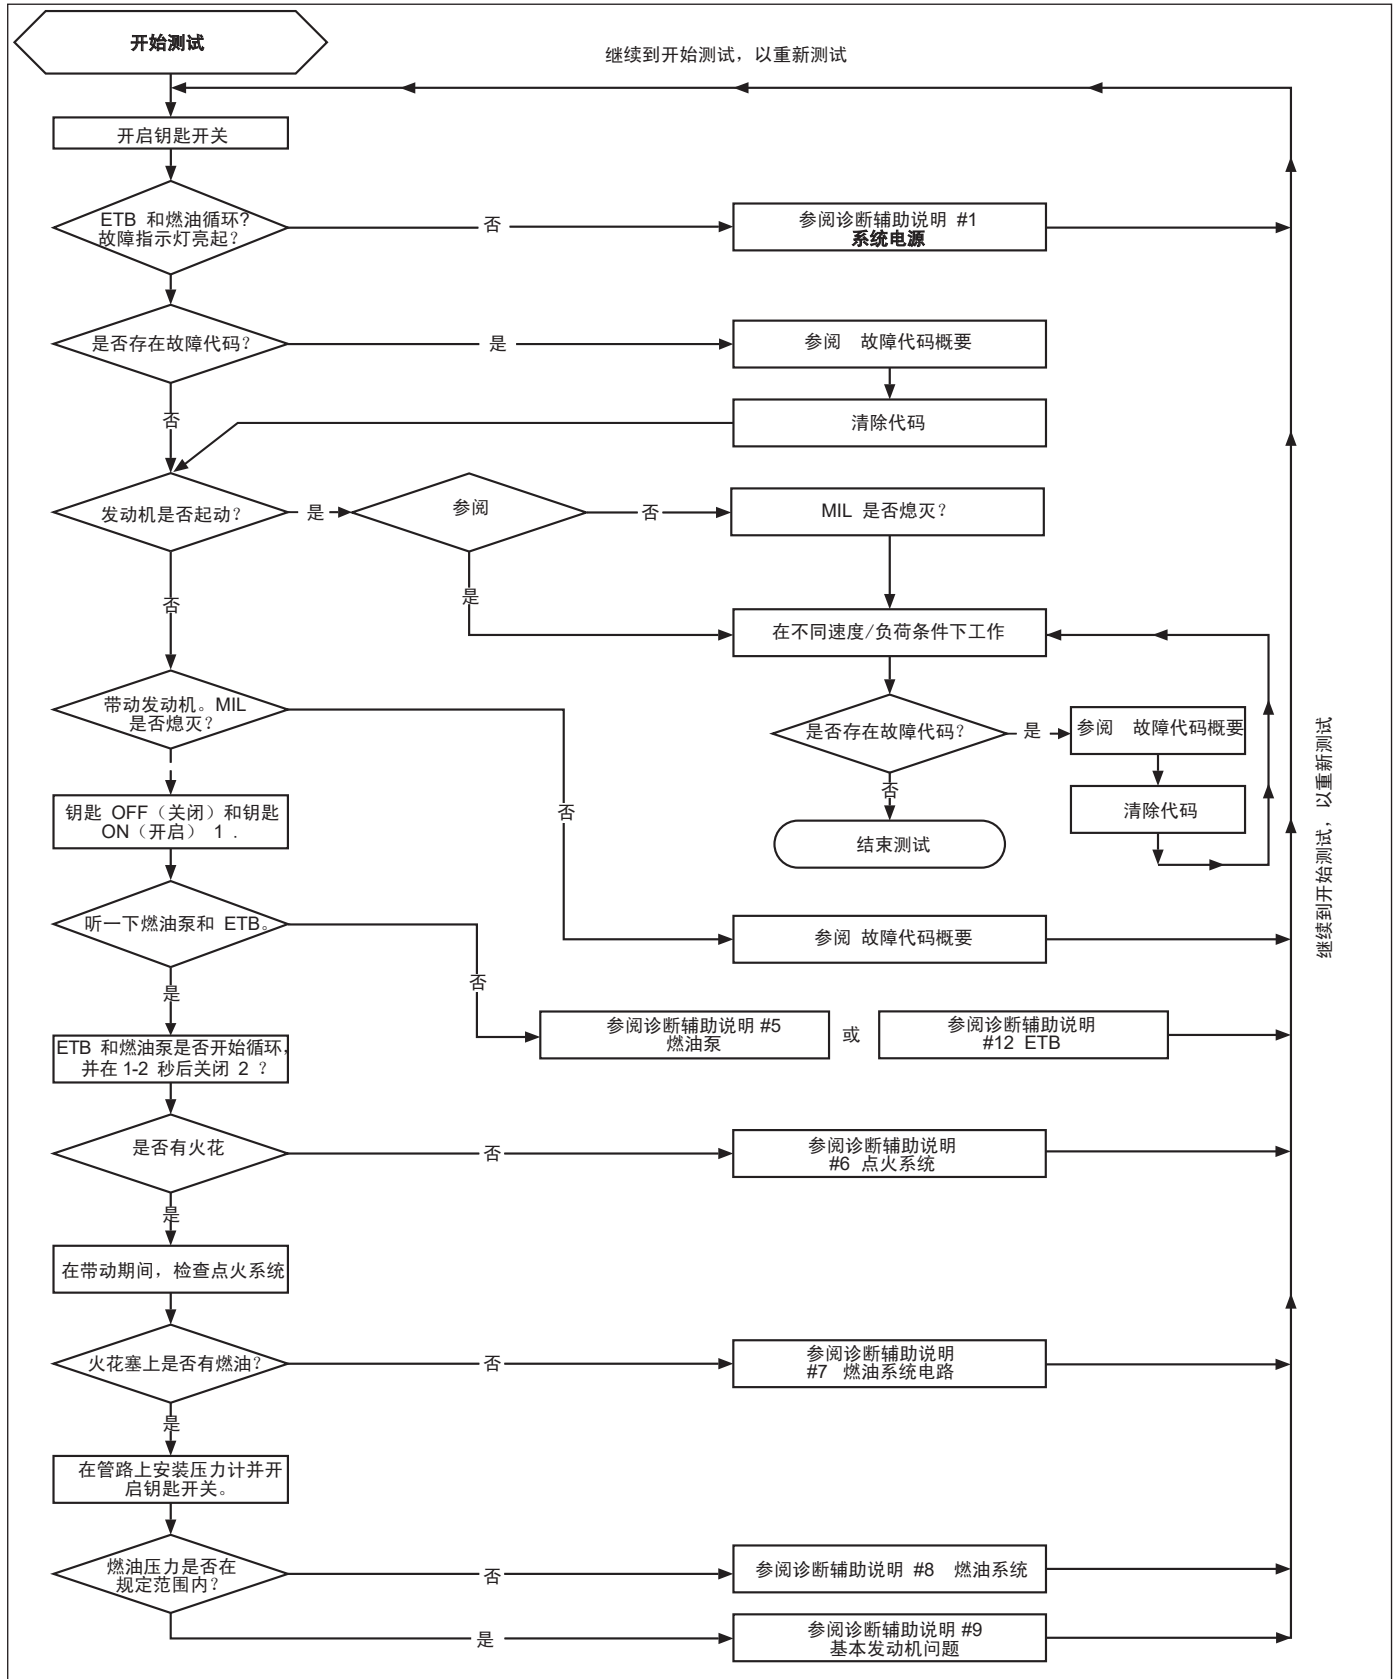 开始测试
继续到开始测试，以重新测试
开启钥匙开关
ETB 和燃油循环?
故障指示灯亮起?
否
参阅诊断辅助说明 #1
系统电源
是否存在故障代码?
是
参阅 故障代码概要
否
清除代码
发动机是否起动?
是
参阅
否
MIL 是否熄灭?
否
是
在不同速度/负荷条件下工作
带动发动机。MIL
是否熄灭?
是否存在故障代码?
是
参阅 故障代码概要
继续到开始测试，以重新测试
否
钥匙 OFF（关闭）和钥匙
ON（开启） 1 .
否
清除代码
结束测试
听一下燃油泵和 ETB。
参阅 故障代码概要
否
是
ETB 和燃油泵是否开始循环,
并在 1-2 秒后关闭 2 ?
参阅诊断辅助说明 #5
燃油泵
或
参阅诊断辅助说明
#12 ETB
是否有火花
否
参阅诊断辅助说明
#6 点火系统
是
在带动期间，检查点火系统
火花塞上是否有燃油?
否
参阅诊断辅助说明
#7 燃油系统电路
是
在管路上安装压力计并开
启钥匙开关。
燃油压力是否在
规定范围内?
否
参阅诊断辅助说明 #8 燃油系统
是
参阅诊断辅助说明 #9
基本发动机问题